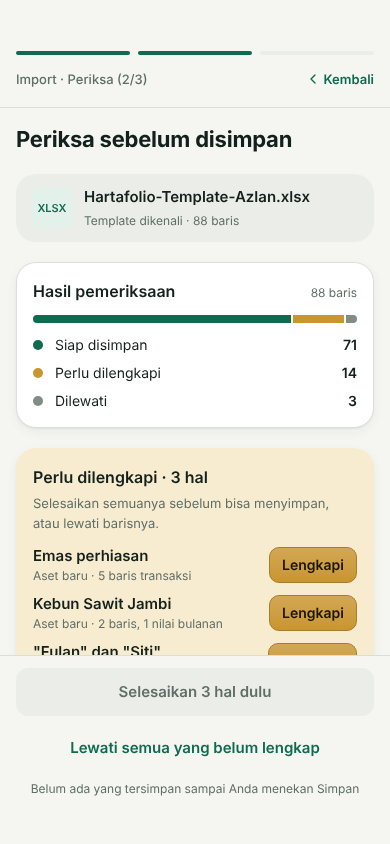 Import · Periksa (2/3)
Kembali
Periksa sebelum disimpan
XLSX
Hartafolio-Template-Azlan.xlsx
Template dikenali · 88 baris
Hasil pemeriksaan
88 baris
Siap disimpan
71
Perlu dilengkapi
14
Dilewati
3
Perlu dilengkapi · 3 hal
Selesaikan semuanya sebelum bisa menyimpan,
atau lewati barisnya.
Emas perhiasan
Aset baru · 5 baris transaksi
Lengkapi
Kebun Sawit Jambi
Aset baru · 2 baris, 1 nilai bulanan
Lengkapi
"Fulan" dan "Siti"
Selesaikan 3 hal dulu
Lewati semua yang belum lengkap
Belum ada yang tersimpan sampai Anda menekan Simpan